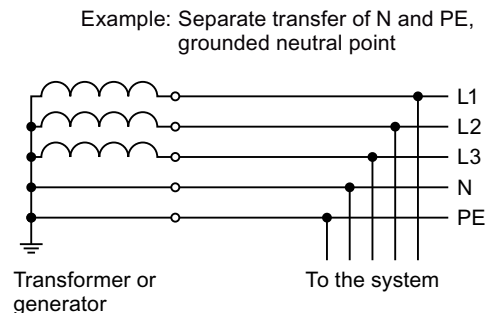 Example: Separate transfer of N and PE,
grounded neutral point
L1
L2
L3
N
PE
Transformer or
generator
To the system